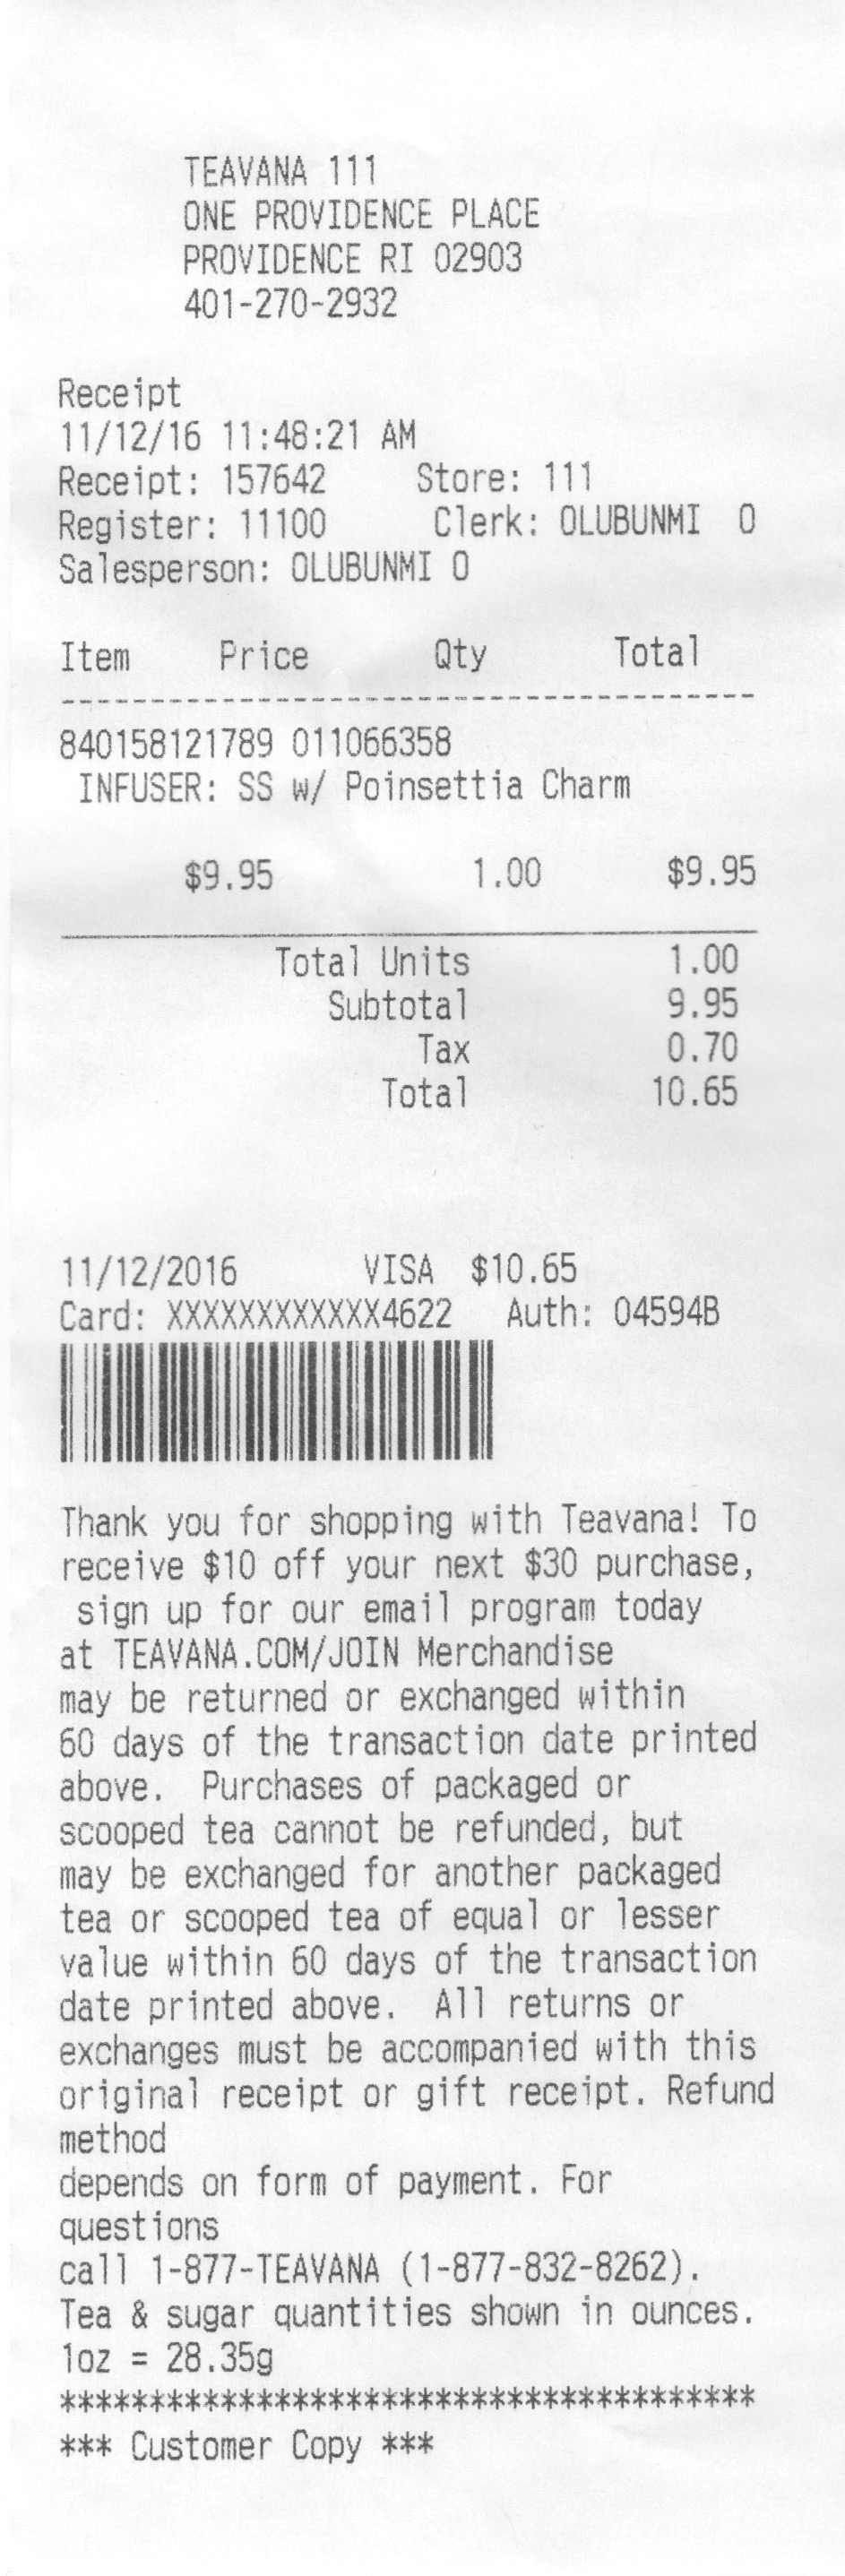 TEAVANA 111
ONE PROVIDENCE PLACE
PROVIDENCE RI 02903
401-270-2932
Receipt
11/12/16 11:48:21 AM
Receipt: 157642 Store: 111
Register: 11100 Clerk: OLUBUNMI O
Salesperson: OLUBUNMI O
Item Price Qty Total
---------------------------------------
840158121789 011066358
INFUSER: SS w/ Poinsettia Charm
$9.95 1.00 $9.95
Total Units 1.00
Subtotal 9.95
Tax 0.70
Total 10.65
11/12/2016 VISA $10.65
Card: XXXXXXXXXXXX4622 Auth: 04594B
Thank you for shopping with Teavana! To
receive $10 off your next $30 purchase,
sign up for our email program today
at TEAVANA.COM/JOIN Merchandise
may be returned or exchanged within
60 days of the transaction date printed
above. Purchases of packaged or
scooped tea cannot be refunded, but
may be exchanged for another packaged
tea or scooped tea of equal or lesser
value within 60 days of the transaction
date printed above. All returns or
exchanges must be accompanied with this
original receipt or gift receipt. Refund
method
depends on form of payment. For
questions
call 1-877-TEAVANA (1-877-832-8262).
Tea & sugar quantities shown in ounces.
1oz = 28.35g
***************************************
*** Customer Copy ***